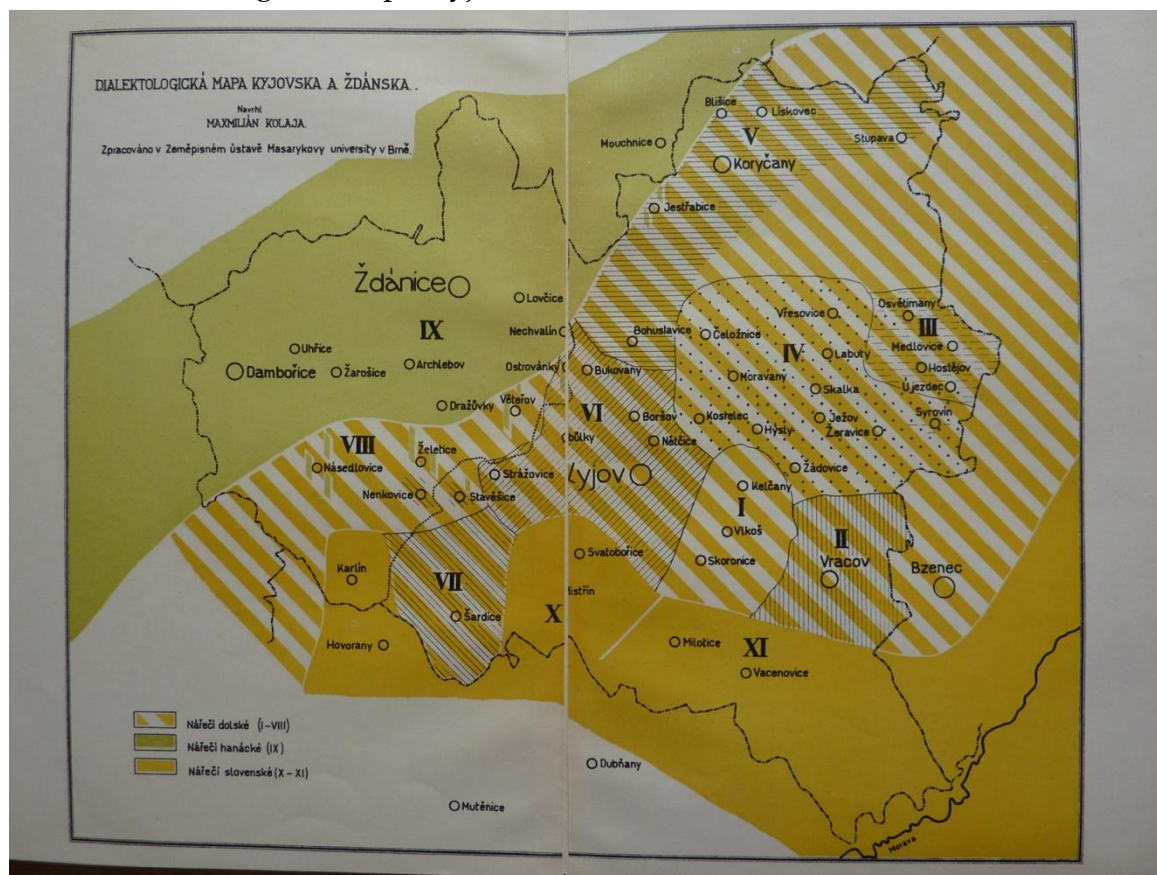 DIALEKTOLOGICKÁ MAPA KYJOVSKA A ŽDÁNSKA.
Navrhl
MAXMILIÁN KOLAJA.
Zpracováno v Zeměpisném ústavě Masarykovy university v Brně.
Blišice
Lískovec
Mouchnice
V
Stupava
Koryčany
Jestřabice
Ždánice
Lovčice
Osvětimany
Vřesovice
III
IX
Nechvalín
Bohuslavice
Čeložnice
Medlovice
Uhřice
IV
Labuty
Dambořice
Žarošice
Archlebov
Ostrovánky
Bukovany
Moravany
Hostějov
Skalka
Újezdec
Dražůvky
Věteřov
VI
Boršov
Kostelec
Ježov
Syrovín
VIII
Hýsly
Žeravice
bůlky
Nětčice
Želetice
Násedlovice
Strážovice
Kyjov
Žádovice
Nenkovice
Stavěšice
Kelčany
I
Vlkoš
II
Svatobořice
Skoronice
Vracov
Bzenec
Karlín
VII
Mistřín
Šardice
X
Hovorany
Milotice
XI
Vacenovice
Nářečí dolské (I-VIII)
Nářečí hanácké (IX)
Nářečí slovenské (X-XI)
Dubňany
Mutěnice
Morava